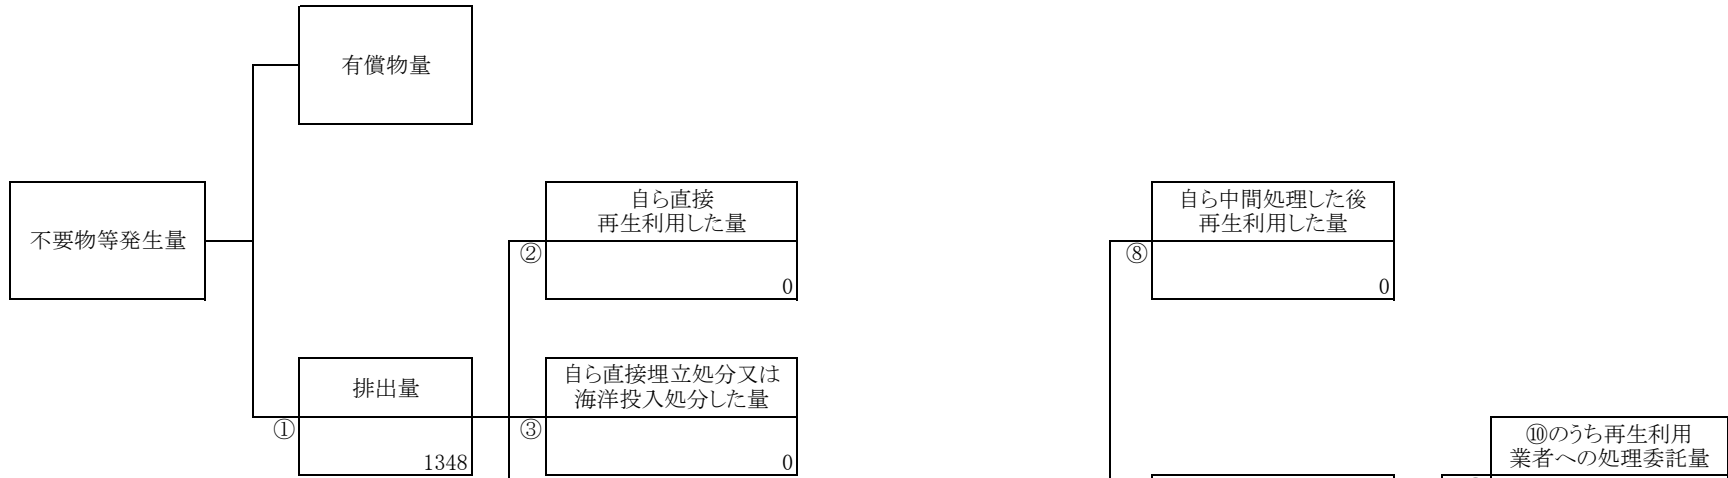 有償物量
不要物等発生量
自ら直接
再生利用した量
②
0
自ら中間処理した後
再生利用した量
⑧
0
排出量
①
1348
自ら直接埋立処分又は
海洋投入処分した量
③
0
⑩のうち再生利用
業者への処理委託量